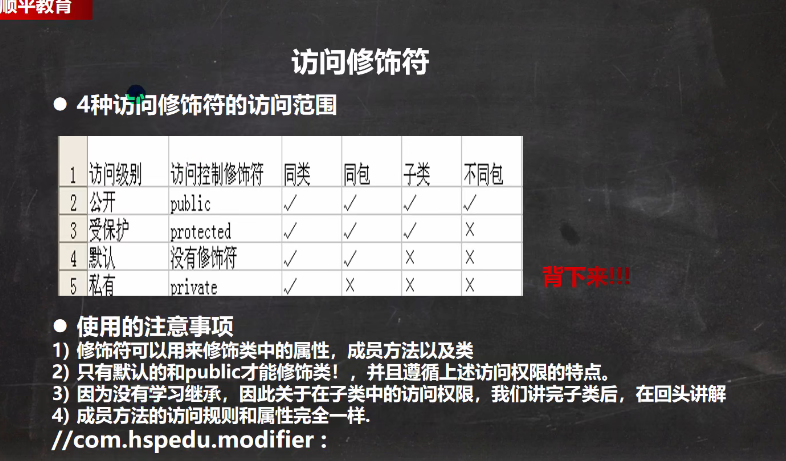 顺平教育
访问修饰符
● 4种访问修饰符的访问范围
1 访问级别 访问控制修饰符 同类 同包 子类 不同包
2 公开 public √ √ √ √
3 受保护 protected √ √ √ ×
4 默认 没有修饰符 √ √ × ×
5 私有 private √ × × ×
背下来!!!
● 使用的注意事项
1) 修饰符可以用来修饰类中的属性，成员方法以及类
2) 只有默认的和public才能修饰类！，并且遵循上述访问权限的特点。
3) 因为没有学习继承，因此关于在子类中的访问权限，我们讲完子类后，在回头讲解
4) 成员方法的访问规则和属性完全一样.
//com.hspedu.modifier :